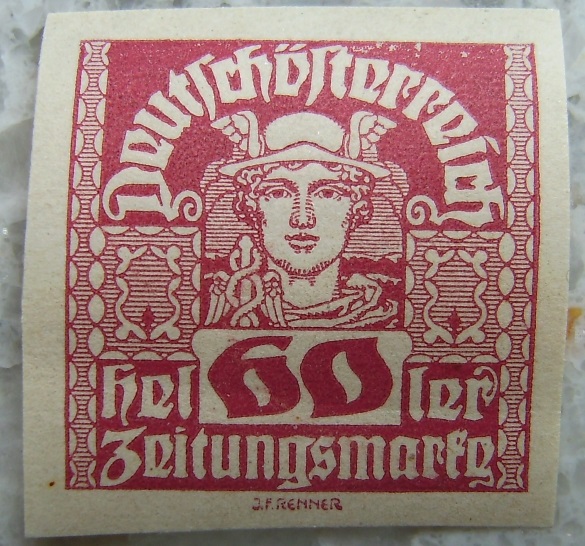 Deutschösterreich
hel 60 ler
Zeitungsmarke
J.F.RENNER